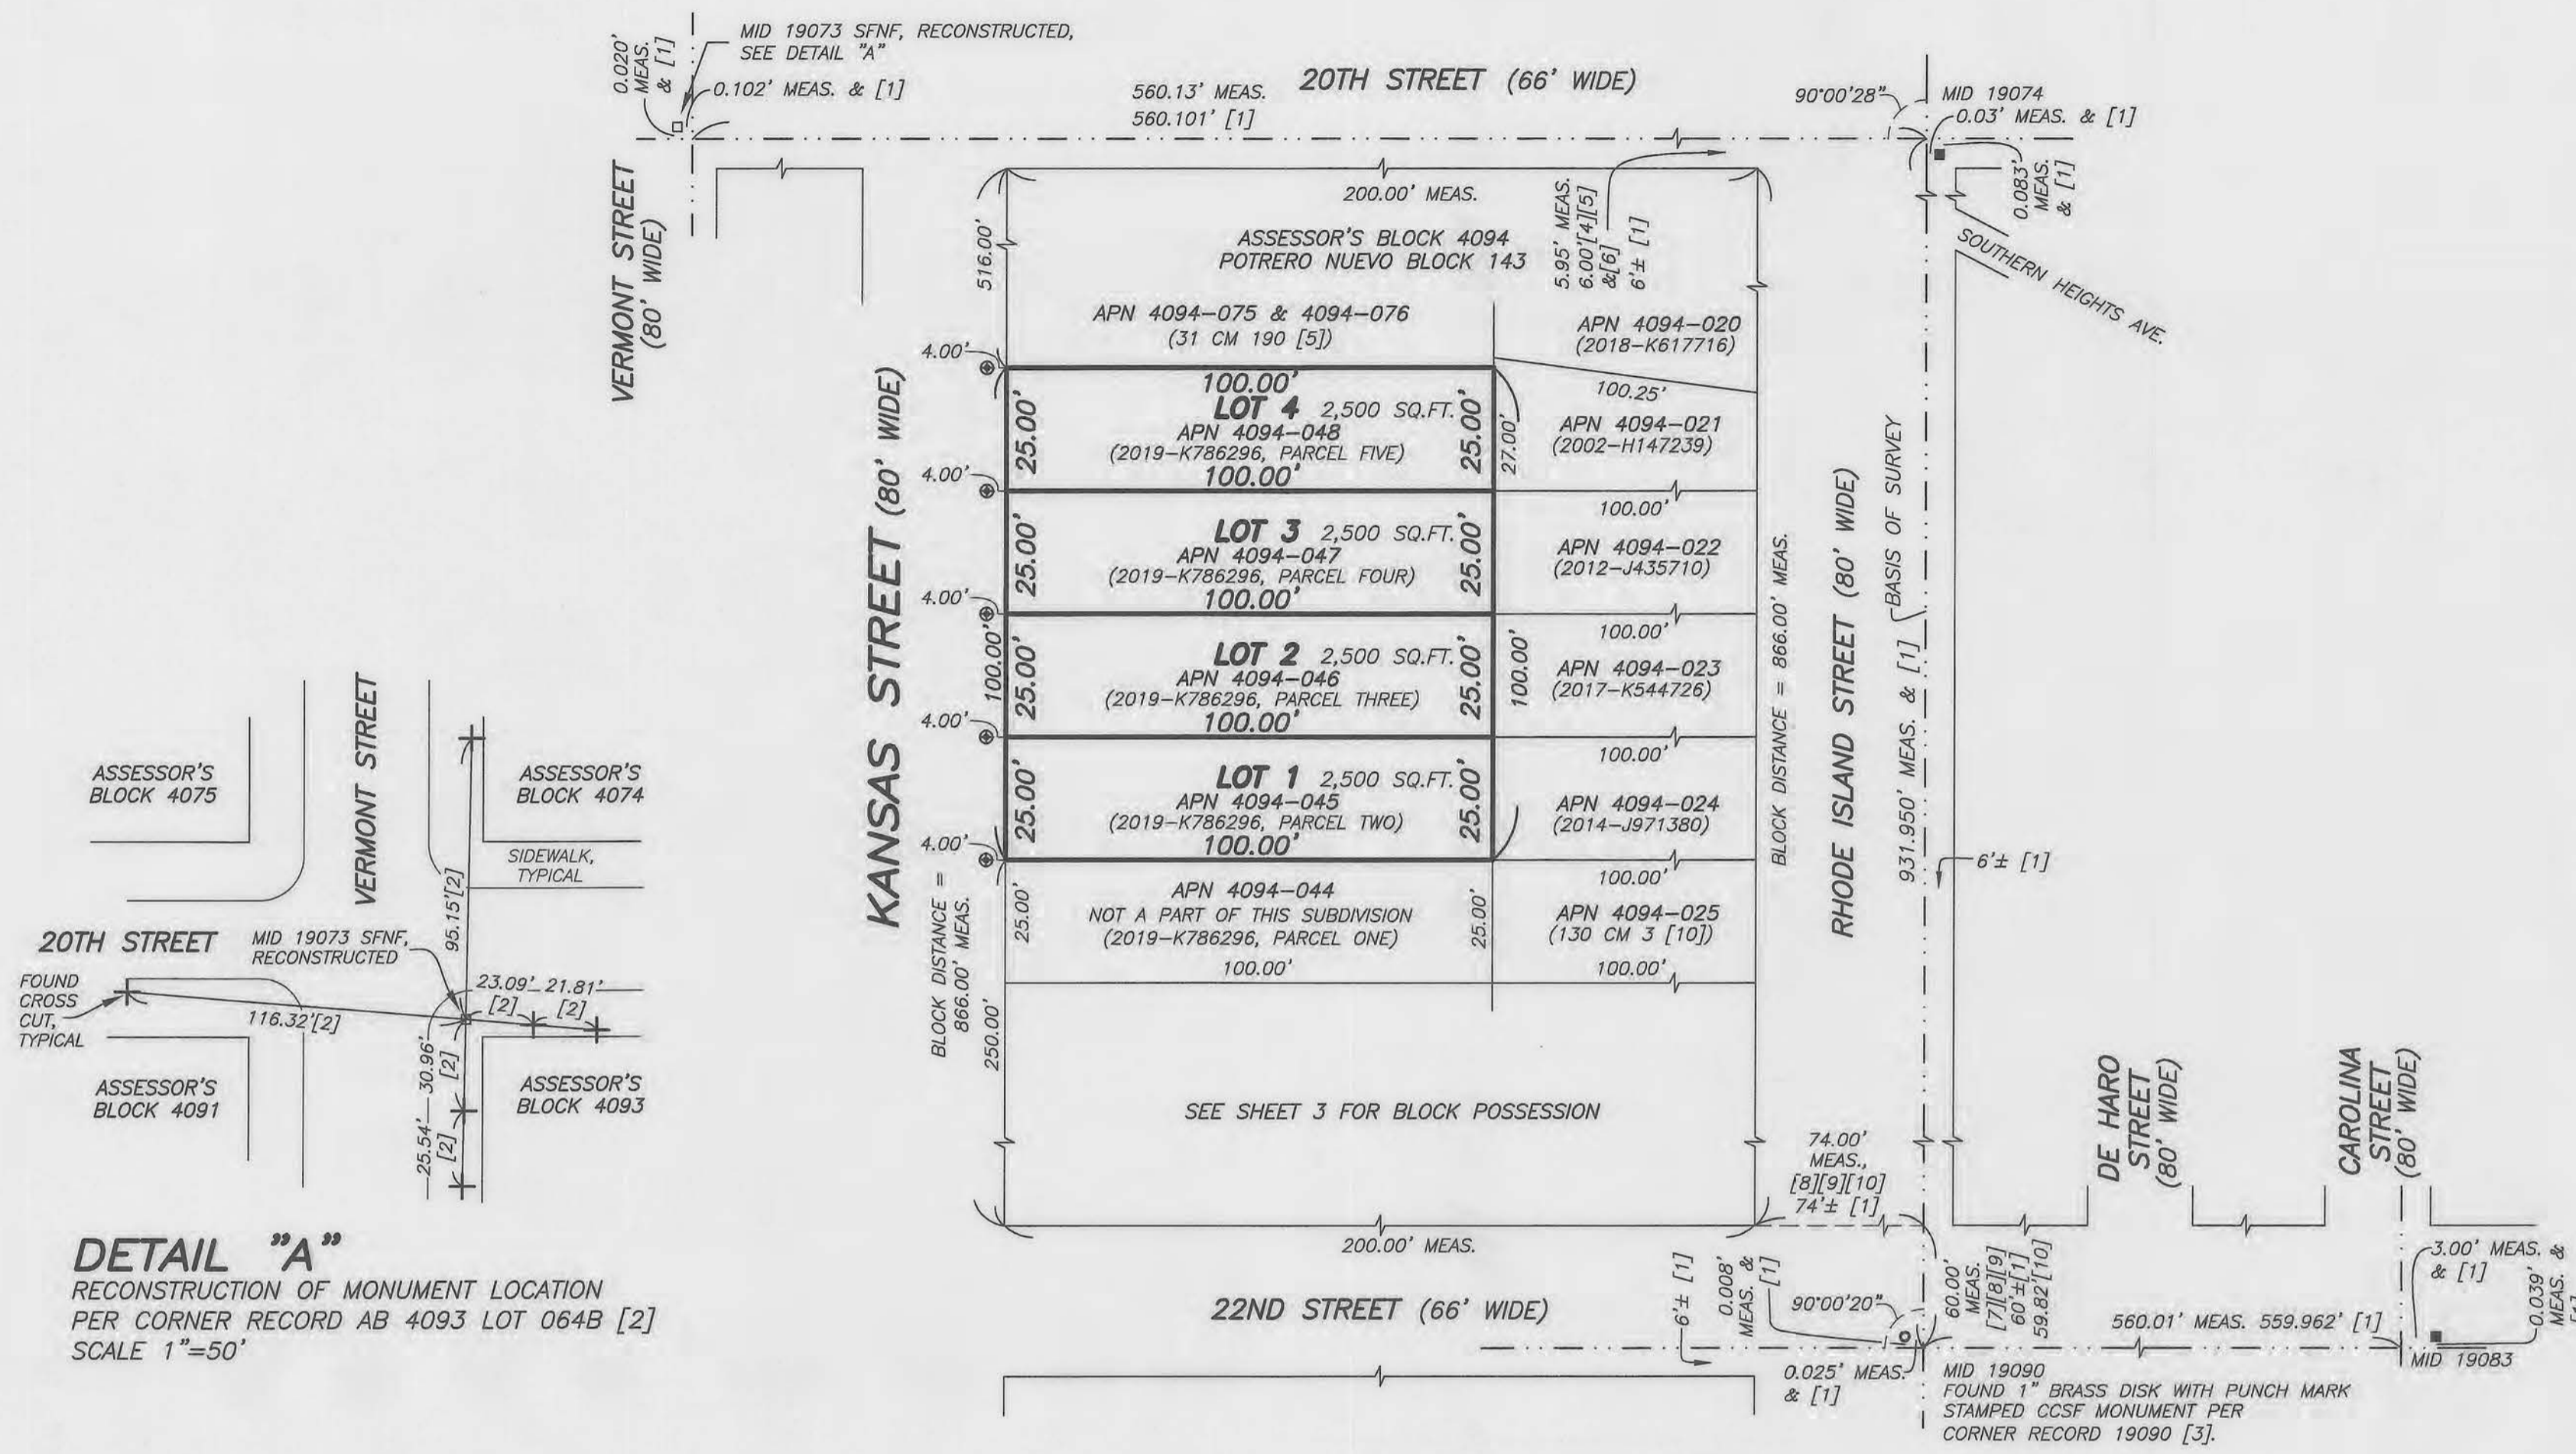 0.020'
MEAS.
& [1]
MID 19073 SFNF, RECONSTRUCTED,
SEE DETAIL "A"
0.102' MEAS. & [1]
560.13' MEAS.
560.101' [1]
20TH STREET (66' WIDE)
90°00'28"
MID 19074
0.03' MEAS. & [1]
0.083'
MEAS.
& [1]
VERMONT STREET
(80' WIDE)
516.00'
200.00' MEAS.
ASSESSOR'S BLOCK 4094
POTRERO NUEVO BLOCK 143
5.95' MEAS.
6.00'[4][5]
&[6]
6'± [1]
SOUTHERN HEIGHTS AVE.
APN 4094-075 & 4094-076
(31 CM 190 [5])
APN 4094-020
(2018-K617716)
100.25'
KANSAS STREET (80' WIDE)
4.00'
100.00'
LOT 4 2,500 SQ.FT.
25.00'
25.00'
APN 4094-048
(2019-K786296, PARCEL FIVE)
100.00'
27.00'
APN 4094-021
(2002-H147239)
100.00'
4.00'
LOT 3 2,500 SQ.FT.
25.00'
25.00'
APN 4094-047
(2019-K786296, PARCEL FOUR)
100.00'
APN 4094-022
(2012-J435710)
100.00'
4.00'
100.00'
LOT 2 2,500 SQ.FT.
25.00'
25.00'
APN 4094-046
(2019-K786296, PARCEL THREE)
100.00'
100.00'
APN 4094-023
(2017-K544726)
100.00'
4.00'
LOT 1 2,500 SQ.FT.
25.00'
25.00'
APN 4094-045
(2019-K786296, PARCEL TWO)
100.00'
APN 4094-024
(2014-J971380)
100.00'
4.00'
25.00'
APN 4094-044
NOT A PART OF THIS SUBDIVISION
(2019-K786296, PARCEL ONE)
100.00'
25.00'
APN 4094-025
(130 CM 3 [10])
100.00'
BLOCK DISTANCE =
866.00' MEAS.
250.00'
BLOCK DISTANCE = 866.00' MEAS.
RHODE ISLAND STREET (80' WIDE)
BASIS OF SURVEY
931.950' MEAS. & [1]
6'± [1]
SEE SHEET 3 FOR BLOCK POSSESSION
200.00' MEAS.
74.00'
MEAS.,
[8][9][10]
74'± [1]
DE HARO
STREET
(80' WIDE)
CAROLINA
STREET
(80' WIDE)
22ND STREET (66' WIDE)
6'± [1]
0.008'
MEAS. &
[1]
90°00'20"
0.025' MEAS.
& [1]
60.00'
MEAS.
[7][8][9]
60'±[1]
59.82'[10]
560.01' MEAS. 559.962' [1]
3.00' MEAS.
& [1]
0.039'
MEAS. &
MID 19083
MID 19090
FOUND 1" BRASS DISK WITH PUNCH MARK
STAMPED CCSF MONUMENT PER
CORNER RECORD 19090 [3].
VERMONT STREET
ASSESSOR'S
BLOCK 4075
ASSESSOR'S
BLOCK 4074
SIDEWALK,
TYPICAL
95.15'[2]
20TH STREET
MID 19073 SFNF,
RECONSTRUCTED
FOUND
CROSS
CUT,
TYPICAL
116.32'[2]
23.09'
[2]
21.81'
[2]
30.96'
[2]
25.54'
[2]
ASSESSOR'S
BLOCK 4091
ASSESSOR'S
BLOCK 4093
DETAIL "A"
RECONSTRUCTION OF MONUMENT LOCATION
PER CORNER RECORD AB 4093 LOT 064B [2]
SCALE 1"=50'